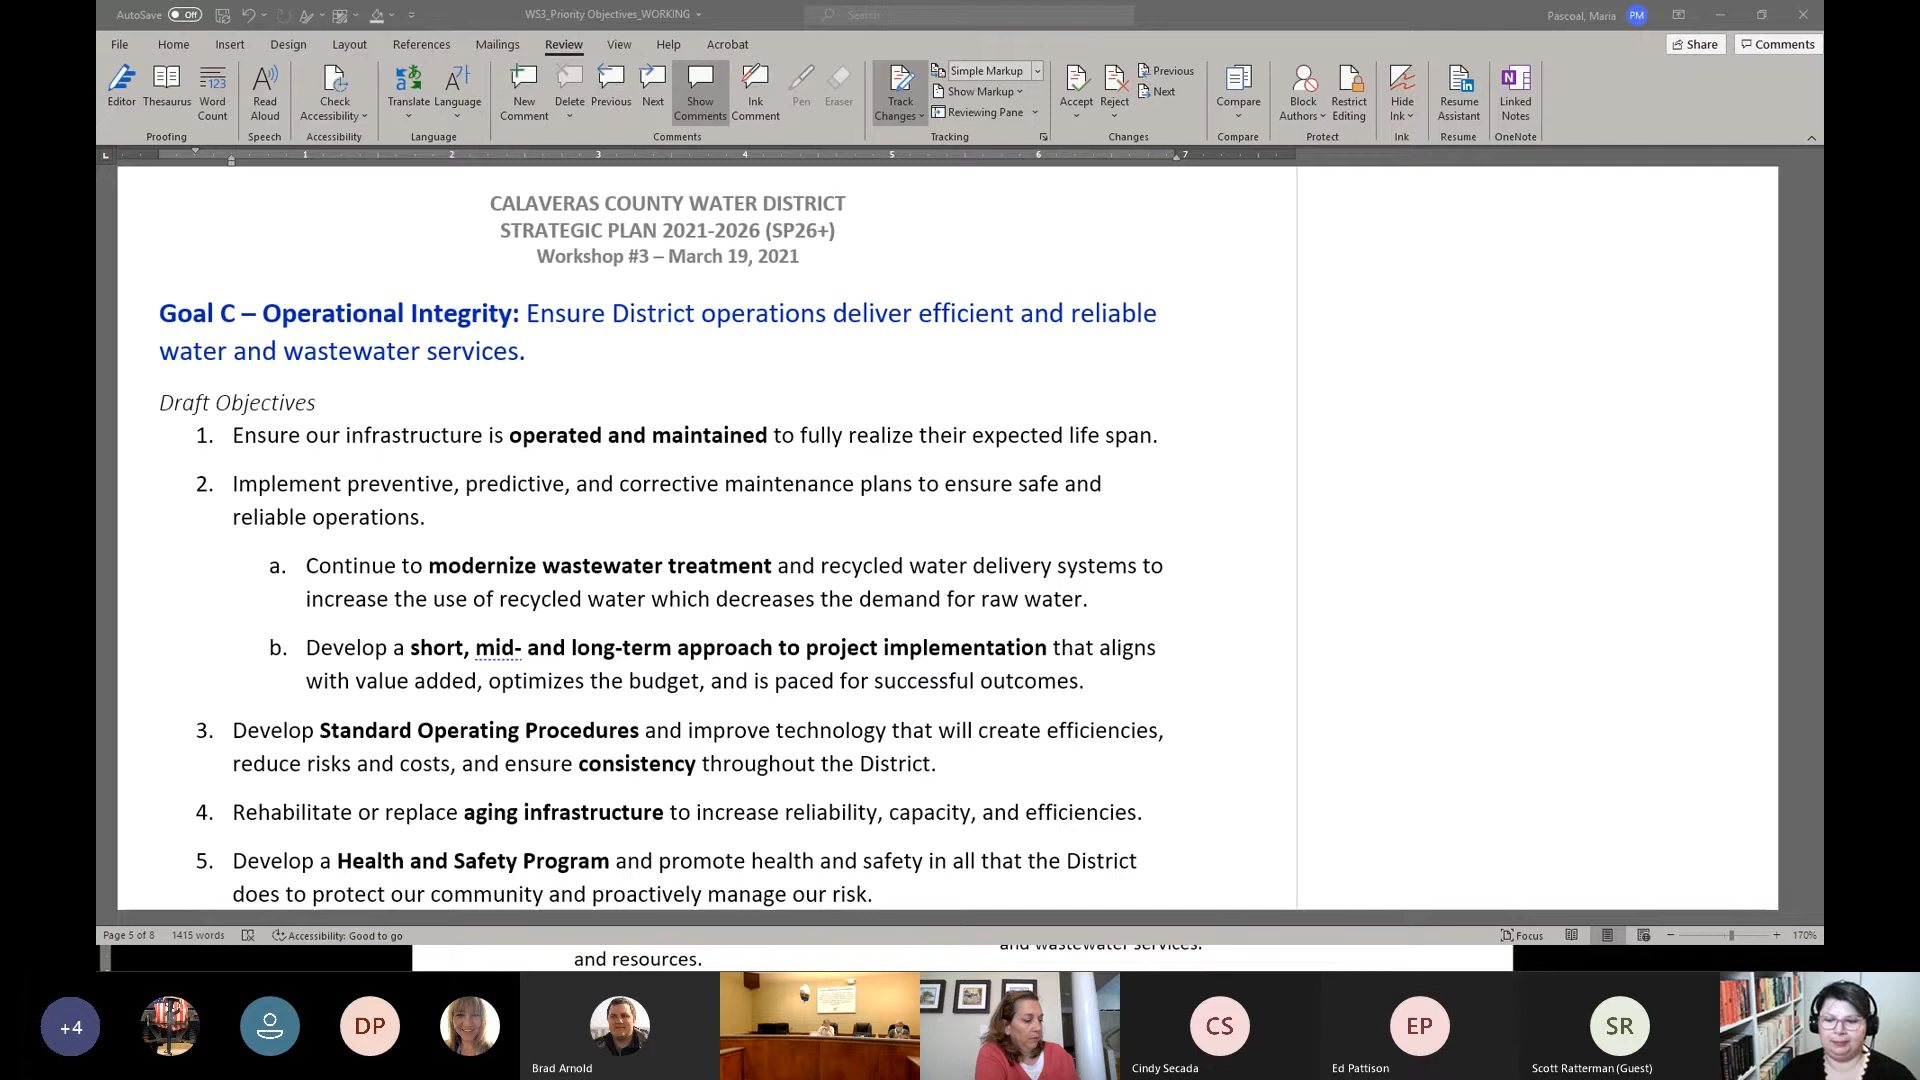 AutoSave Off WS3_Priority Objectives_WORKING Search Pascoal, Maria PM
File Home Insert Design Layout References Mailings Review View Help Acrobat Share Comments
Editor Thesaurus Word Count Read Aloud Check Accessibility Translate Language New Comment Delete Previous Next Show Comments Ink Comment Pen Eraser Track Changes Simple Markup Show Markup Reviewing Pane Accept Reject Previous Next Compare Block Authors Restrict Editing Hide Ink Resume Assistant Linked Notes
Proofing Speech Accessibility Language Comments Tracking Changes Compare Protect Ink Resume OneNote
1 2 3 4 5 6 7
CALAVERAS COUNTY WATER DISTRICT
STRATEGIC PLAN 2021-2026 (SP26+)
Workshop #3 – March 19, 2021
Goal C – Operational Integrity: Ensure District operations deliver efficient and reliable
water and wastewater services.
Draft Objectives
1. Ensure our infrastructure is operated and maintained to fully realize their expected life span.
2. Implement preventive, predictive, and corrective maintenance plans to ensure safe and
reliable operations.
a. Continue to modernize wastewater treatment and recycled water delivery systems to
increase the use of recycled water which decreases the demand for raw water.
b. Develop a short, mid- and long-term approach to project implementation that aligns
with value added, optimizes the budget, and is paced for successful outcomes.
3. Develop Standard Operating Procedures and improve technology that will create efficiencies,
reduce risks and costs, and ensure consistency throughout the District.
4. Rehabilitate or replace aging infrastructure to increase reliability, capacity, and efficiencies.
5. Develop a Health and Safety Program and promote health and safety in all that the District
does to protect our community and proactively manage our risk.
Page 5 of 8 1415 words Accessibility: Good to go Focus 170%
and wastewater services.
and resources.
+4 DP CS EP SR
Brad Arnold Cindy Secada Ed Pattison Scott Ratterman (Guest)